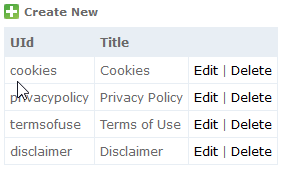 Create New
UId Title
cookies Cookies Edit | Delete
privacypolicy Privacy Policy Edit | Delete
termsofuse Terms of Use Edit | Delete
disclaimer Disclaimer Edit | Delete